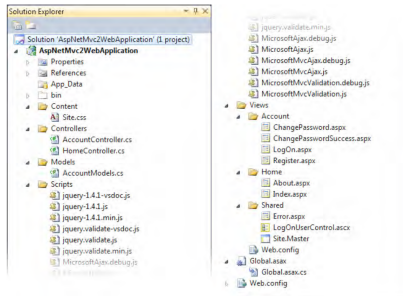 Solution Explorer
Solution 'AspNetMvc2WebApplication' (1 project)
AspNetMvc2WebApplication
Properties
References
App_Data
bin
Content
Site.css
Controllers
AccountController.cs
HomeController.cs
Models
AccountModels.cs
Scripts
jquery-1.4.1-vsdoc.js
jquery-1.4.1.js
jquery-1.4.1.min.js
jquery.validate-vsdoc.js
jquery.validate.js
jquery.validate.min.js
MicrosoftAjax.debug.js
jquery.validate.min.js
MicrosoftAjax.debug.js
MicrosoftAjax.js
MicrosoftMvcAjax.debug.js
MicrosoftMvcAjax.js
MicrosoftMvcValidation.debug.js
MicrosoftMvcValidation.js
Views
Account
ChangePassword.aspx
ChangePasswordSuccess.aspx
LogOn.aspx
Register.aspx
Home
About.aspx
Index.aspx
Shared
Error.aspx
LogOnUserControl.ascx
Site.Master
Web.config
Global.asax
Global.asax.cs
Web.config